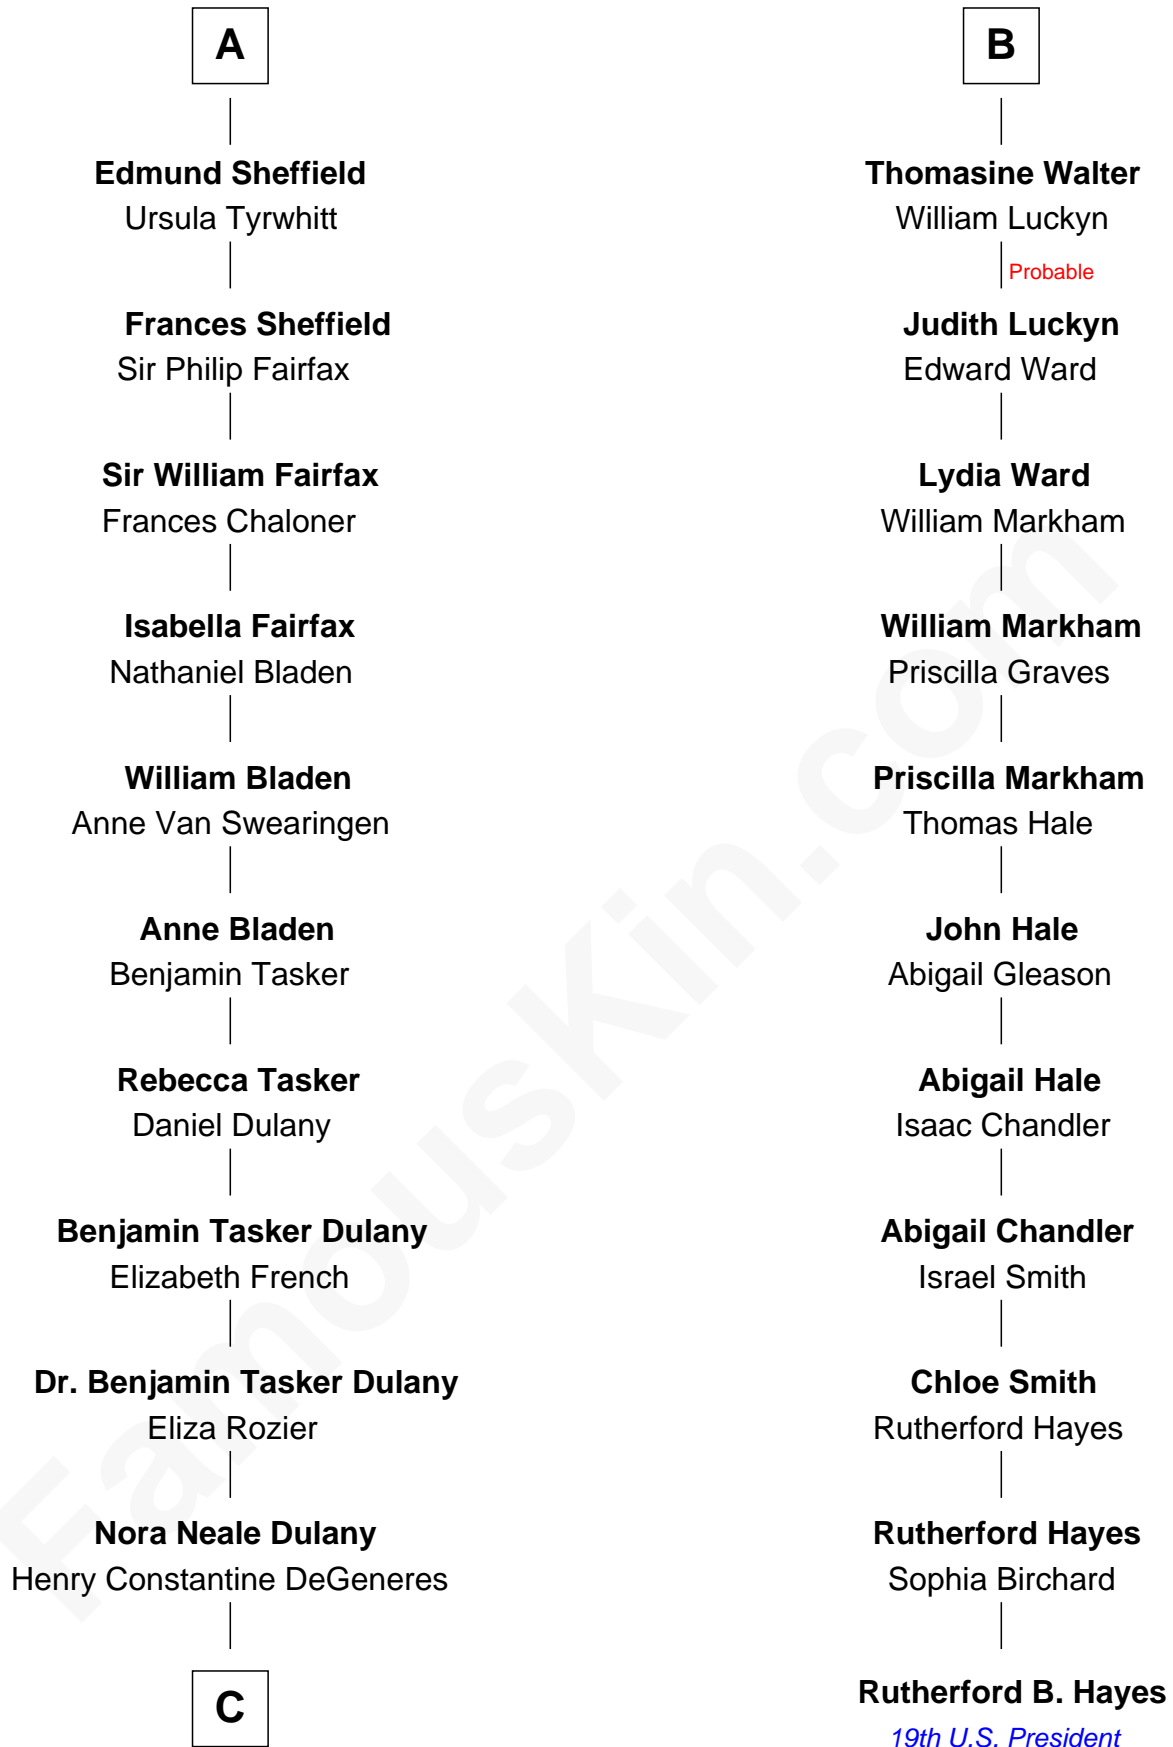 A
Edmund Sheffield
Ursula Tyrwhitt
Frances Sheffield
Sir Philip Fairfax
Sir William Fairfax
Frances Chaloner
Isabella Fairfax
Nathaniel Bladen
William Bladen
Anne Van Swearingen
Anne Bladen
Benjamin Tasker
Rebecca Tasker
Daniel Dulany
Benjamin Tasker Dulany
Elizabeth French
Dr. Benjamin Tasker Dulany
Eliza Rozier
Nora Neale Dulany
Henry Constantine DeGeneres
C
B
Thomasine Walter
William Luckyn
Probable
Judith Luckyn
Edward Ward
Lydia Ward
William Markham
William Markham
Priscilla Graves
Priscilla Markham
Thomas Hale
John Hale
Abigail Gleason
Abigail Hale
Isaac Chandler
Abigail Chandler
Israel Smith
Chloe Smith
Rutherford Hayes
Rutherford Hayes
Sophia Birchard
Rutherford B. Hayes
19th U.S. President
FamousKin.com